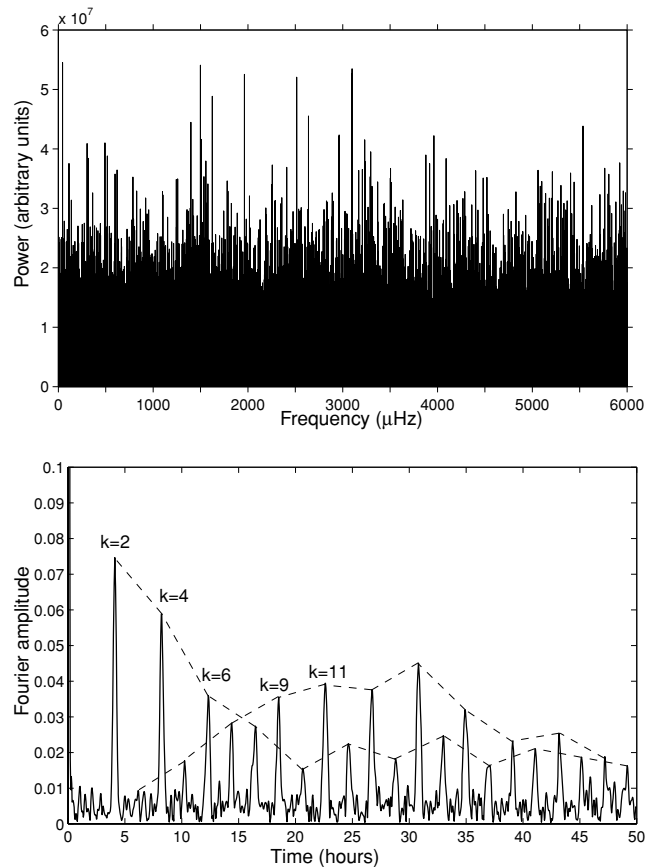 x 10^7
6
5
4
3
2
1
0
Power (arbitrary units)
0 1000 2000 3000 4000 5000 6000
Frequency (μHz)
0.1
0.09
0.08
0.07
0.06
0.05
0.04
0.03
0.02
0.01
0
Fourier amplitude
k=2
k=4
k=6
k=9
k=11
0 5 10 15 20 25 30 35 40 45 50
Time (hours)